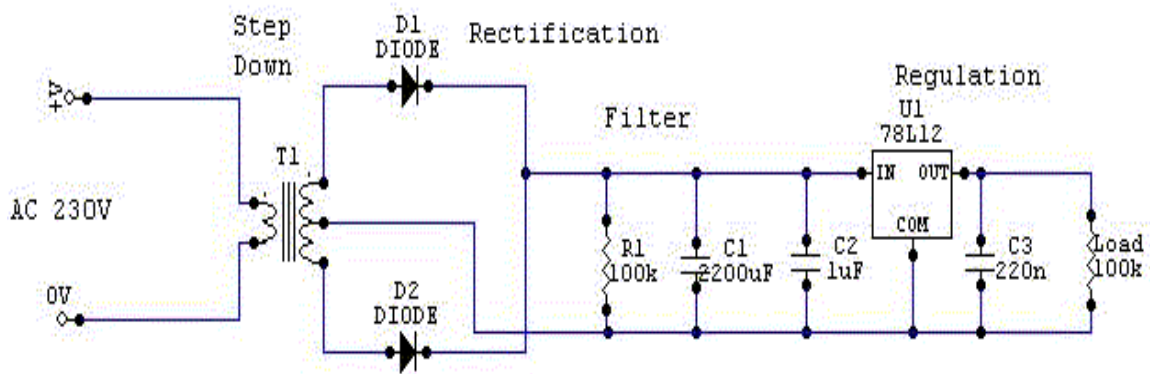 Step
Down
D1
DIODE
Rectification
+V
Filter
Regulation
U1
78L12
T1
IN OUT
AC 230V
COM
R1
100k
C1
2200uF
C2
1uF
C3
220n
Load
100k
0V
D2
DIODE